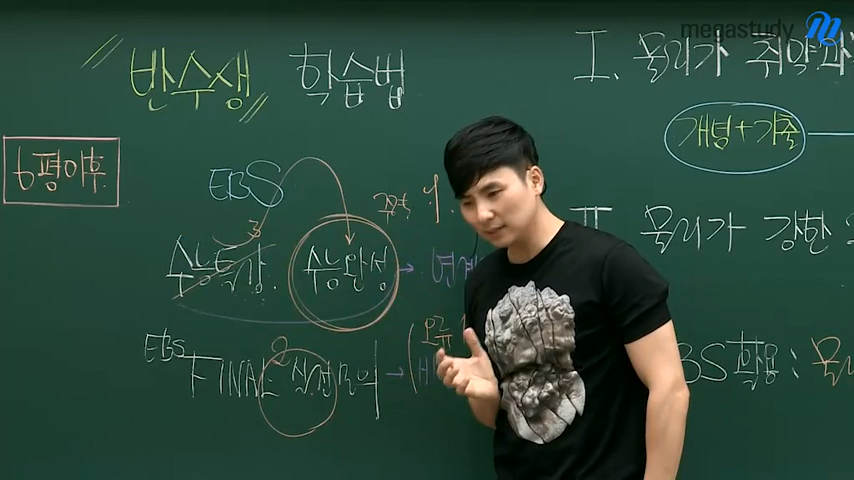 megastudy
반수생 학습법
I. 물리가 취약과
개념+기출
6평이후
EBS
수능특강
수능완성
II 물리가 강한
EBS
FINAL 실전모의
EBS 활용: